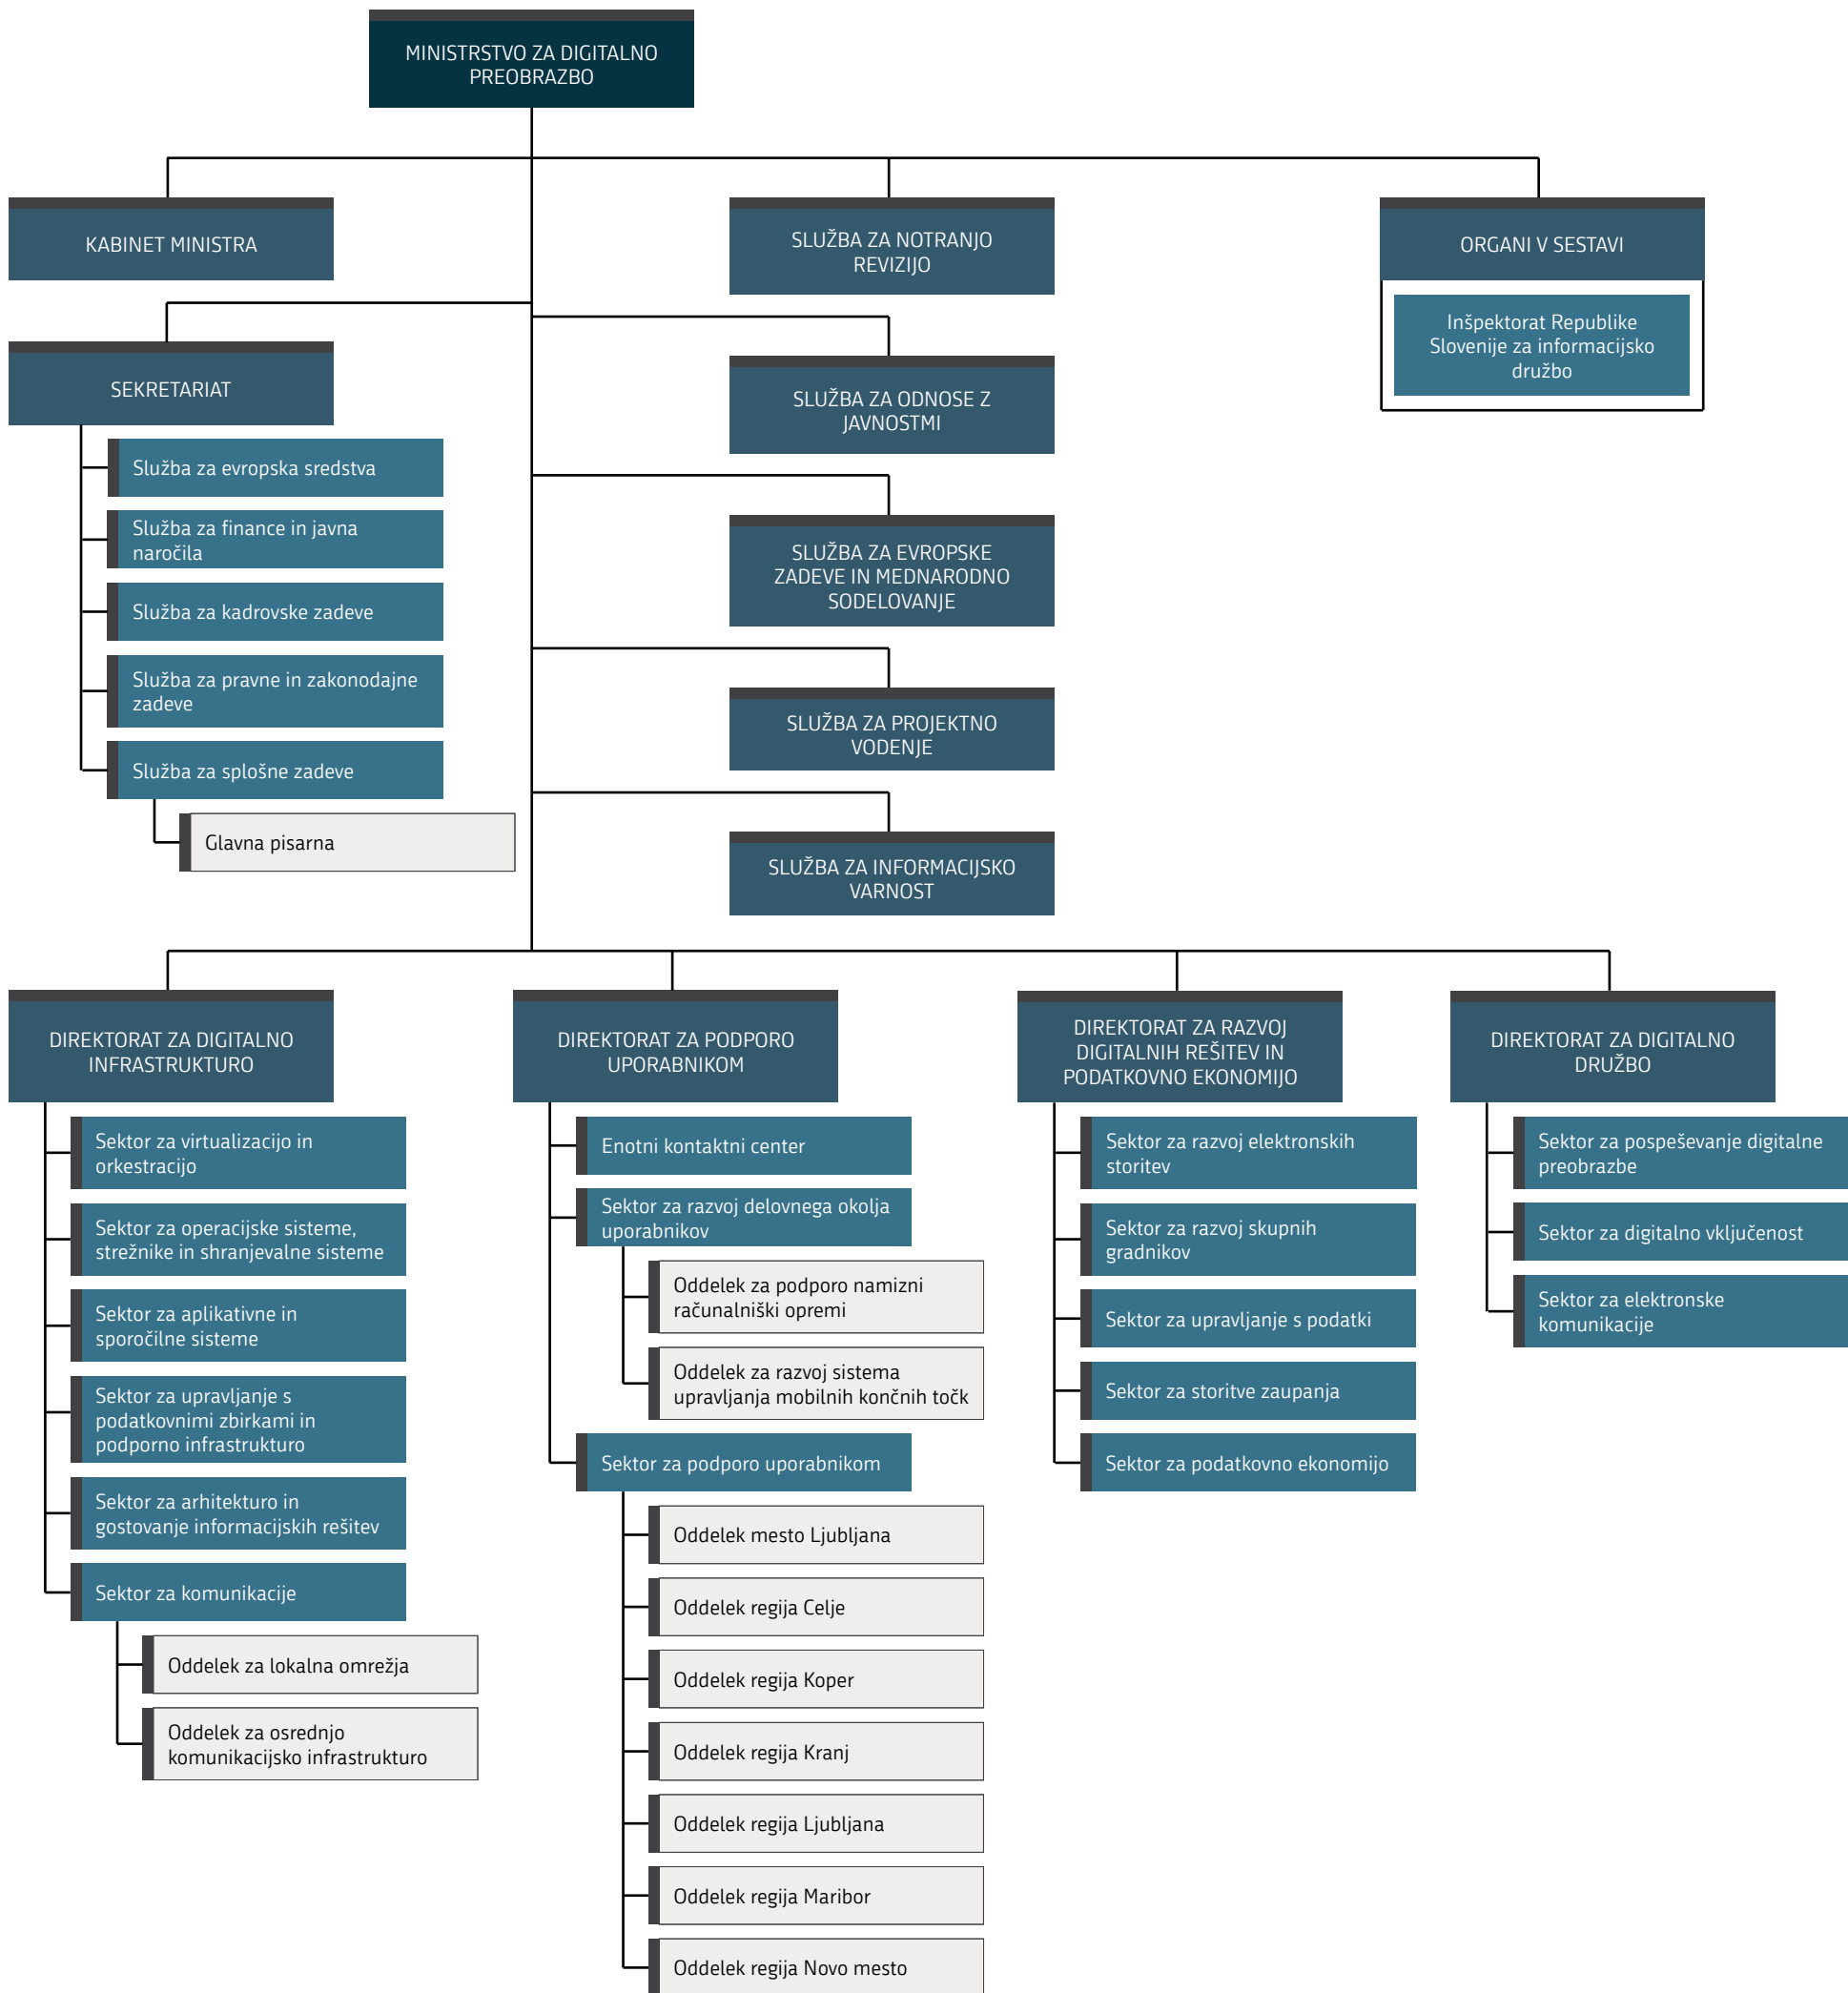 MINISTRSTVO ZA DIGITALNO
PREOBRAZBO
KABINET MINISTRA
SLUŽBA ZA NOTRANJO
REVIZIJO
ORGANI V SESTAVI
Inšpektorat Republike
Slovenije za informacijsko
družbo
SEKRETARIAT
Služba za evropska sredstva
Služba za finance in javna
naročila
Služba za kadrovske zadeve
Služba za pravne in zakonodajne
zadeve
Služba za splošne zadeve
Glavna pisarna
SLUŽBA ZA ODNOSE Z
JAVNOSTMI
SLUŽBA ZA EVROPSKE
ZADEVE IN MEDNARODNO
SODELOVANJE
SLUŽBA ZA PROJEKTNO
VODENJE
SLUŽBA ZA INFORMACIJSKO
VARNOST
DIREKTORAT ZA DIGITALNO
INFRASTRUKTURO
Sektor za virtualizacijo in
orkestracijo
Sektor za operacijske sisteme,
strežnike in shranjevalne sisteme
Sektor za aplikativne in
sporočilne sisteme
Sektor za upravljanje s
podatkovnimi zbirkami in
podporno infrastrukturo
Sektor za arhitekturo in
gostovanje informacijskih rešitev
Sektor za komunikacije
Oddelek za lokalna omrežja
Oddelek za osrednjo
komunikacijsko infrastrukturo
DIREKTORAT ZA PODPORO
UPORABNIKOM
Enotni kontaktni center
Sektor za razvoj delovnega okolja
uporabnikov
Oddelek za podporo namizni
računalniški opremi
Oddelek za razvoj sistema
upravljanja mobilnih končnih točk
Sektor za podporo uporabnikom
Oddelek mesto Ljubljana
Oddelek regija Celje
Oddelek regija Koper
Oddelek regija Kranj
Oddelek regija Ljubljana
Oddelek regija Maribor
Oddelek regija Novo mesto
DIREKTORAT ZA RAZVOJ
DIGITALNIH REŠITEV IN
PODATKOVNO EKONOMIJO
Sektor za razvoj elektronskih
storitev
Sektor za razvoj skupnih
gradnikov
Sektor za upravljanje s podatki
Sektor za storitve zaupanja
Sektor za podatkovno ekonomijo
DIREKTORAT ZA DIGITALNO
DRUŽBO
Sektor za pospeševanje digitalne
preobrazbe
Sektor za digitalno vključenost
Sektor za elektronske
komunikacije